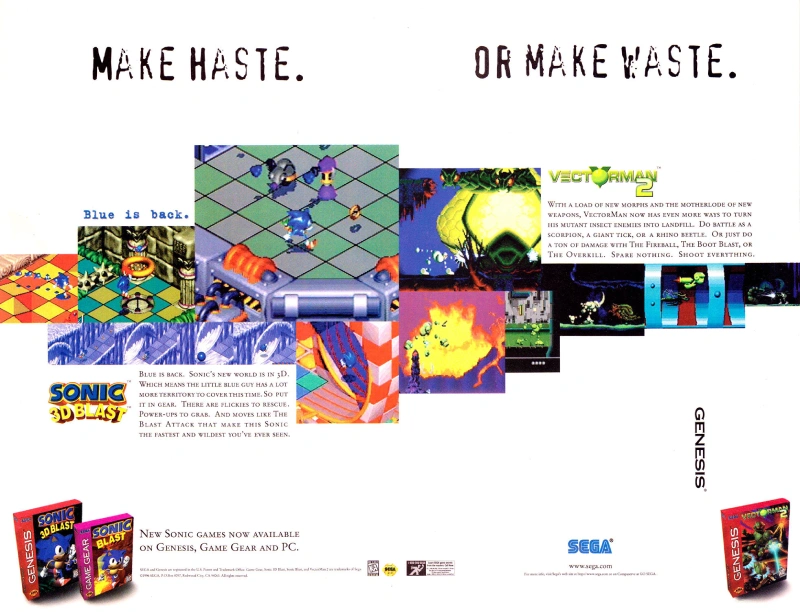 MAKE HASTE.
OR MAKE WASTE.
Blue is back.
VECTORMAN 2
WITH A LOAD OF NEW MORPHS AND THE MOTHERLODE OF NEW
WEAPONS, VECTORMAN NOW HAS EVEN MORE WAYS TO TURN
HIS MUTANT INSECT ENEMIES INTO LANDFILL. DO BATTLE AS A
SCORPION, A GIANT TICK, OR A RHINO BEETLE. OR JUST DO
A TON OF DAMAGE WITH THE FIREBALL, THE BOOT BLAST, OR
THE OVERKILL. SPARE NOTHING. SHOOT EVERYTHING.
SONIC
3D BLAST
BLUE IS BACK. SONIC'S NEW WORLD IS IN 3D.
WHICH MEANS THE LITTLE BLUE GUY HAS A LOT
MORE TERRITORY TO COVER THIS TIME. SO PUT
IT IN GEAR. THERE ARE FLICKIES TO RESCUE.
POWER-UPS TO GRAB. AND MOVES LIKE THE
BLAST ATTACK THAT MAKE THIS SONIC
THE FASTEST AND WILDEST YOU'VE EVER SEEN.
GENESIS
GENESIS
SONIC
3D BLAST
GAME GEAR
SONIC
BLAST
NEW SONIC GAMES NOW AVAILABLE
ON GENESIS, GAME GEAR AND PC.
SEGA
www.sega.com
GENESIS
VECTORMAN
2